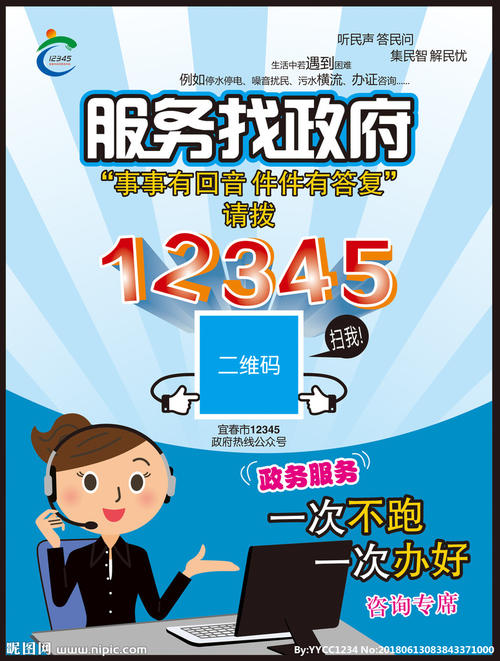 12345
听民声 答民问
集民智 解民忧
生活中若遇到困难
例如停水停电、噪音扰民、污水横流、办证咨询......
服务找政府
“事事有回音 件件有答复”
请拨
12345
二维码
扫我!
宜春市12345
政府热线公众号
政务服务
一次不跑
一次办好
咨询专席
昵图网
www.nipic.com
By:YYCC1234 No:20180613083843371000